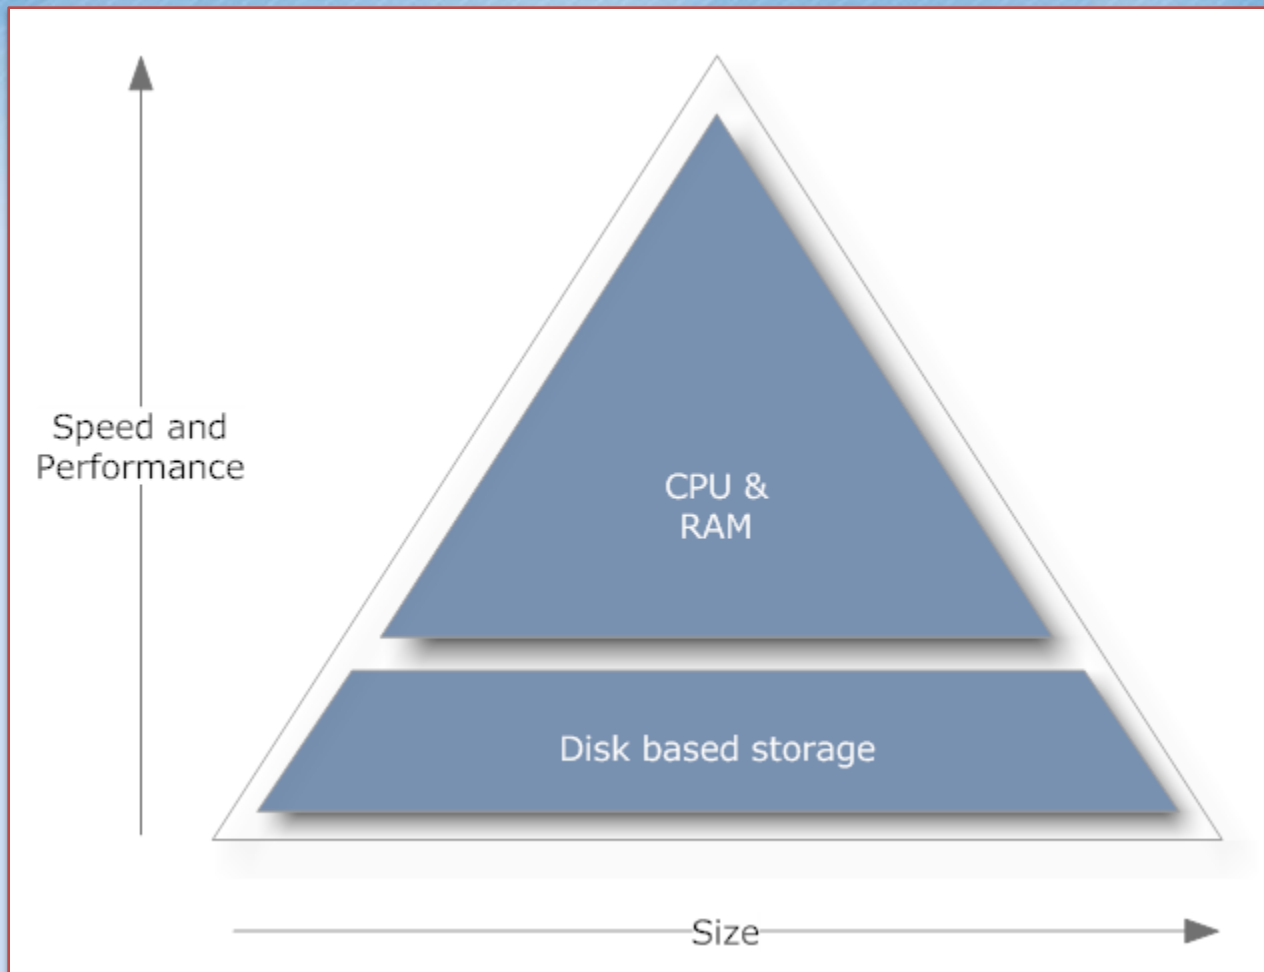 Speed and
Performance
CPU &
RAM
Disk based storage
Size